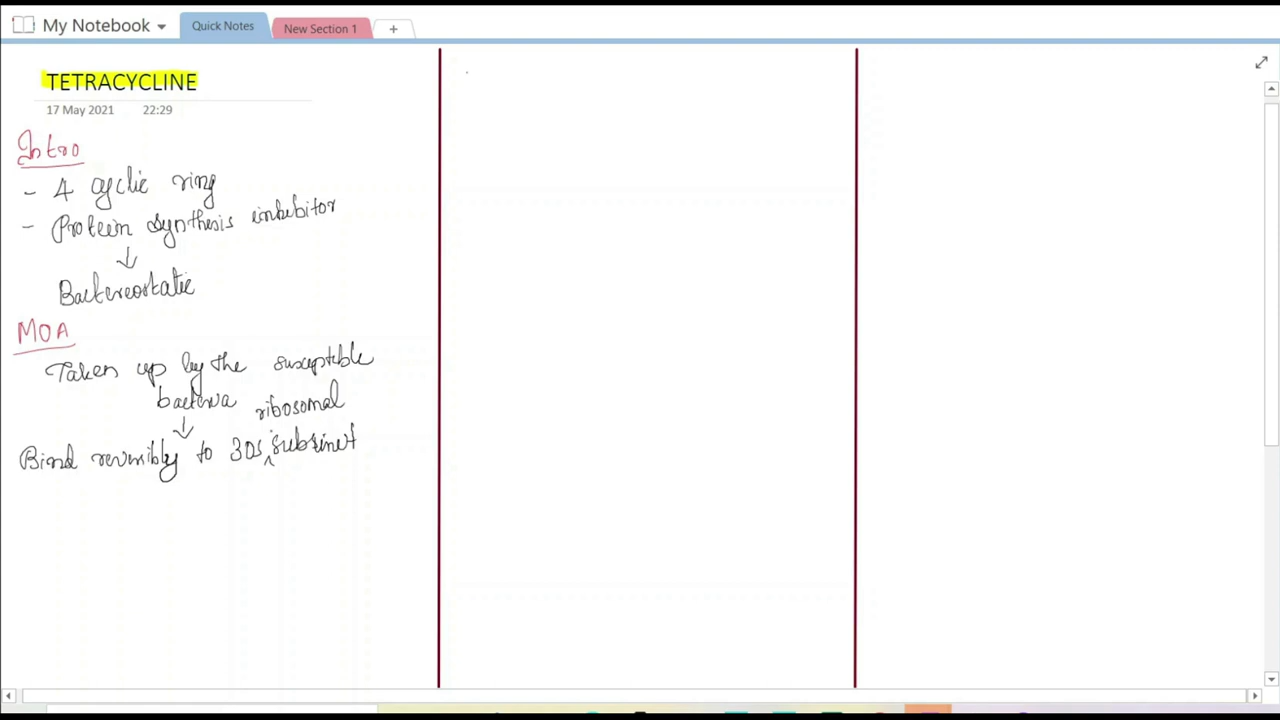 My Notebook
Quick Notes
New Section 1
+
TETRACYCLINE
17 May 2021 22:29
Intro
- 4 cyclic ring
- Protein synthesis inhibitor
↓
Bacteriostatic
MOA
Taken up by the susceptible
bacteria
ribosomal
↓
Bind reversibly to 30s ^ subunit